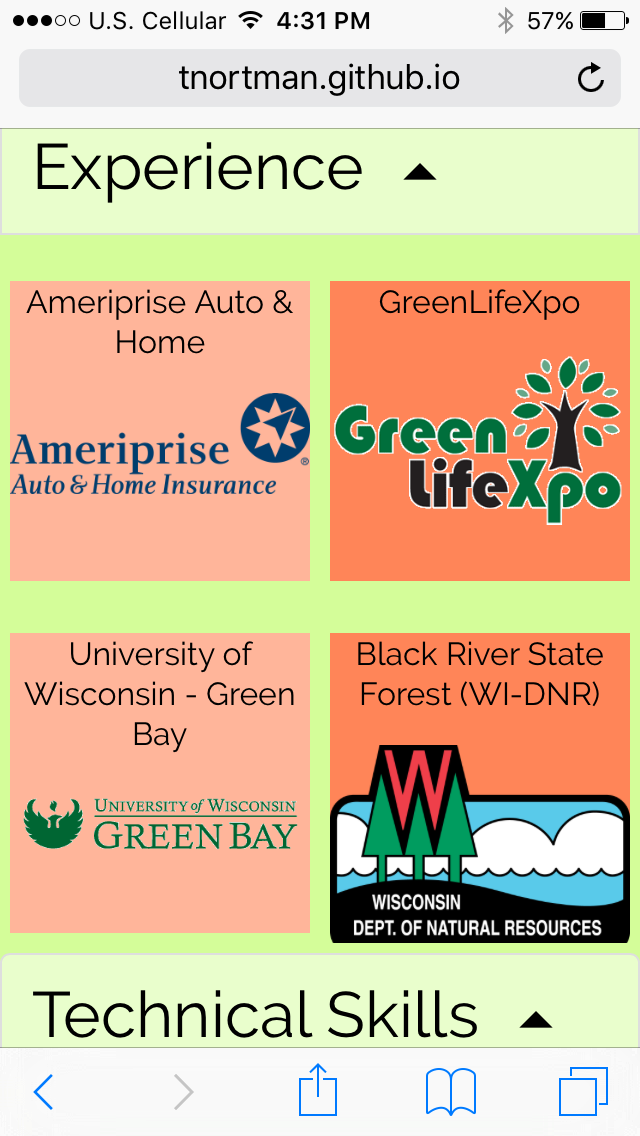 U.S. Cellular 4:31 PM 57%
tnortman.github.io
Experience
Ameriprise Auto &
Home
Ameriprise
®
Auto & Home Insurance
GreenLifeXpo
Green
LifeXpo
University of
Wisconsin - Green
Bay
UNIVERSITY of WISCONSIN
GREEN BAY
Black River State
Forest (WI-DNR)
W
WISCONSIN
DEPT. OF NATURAL RESOURCES
Technical Skills